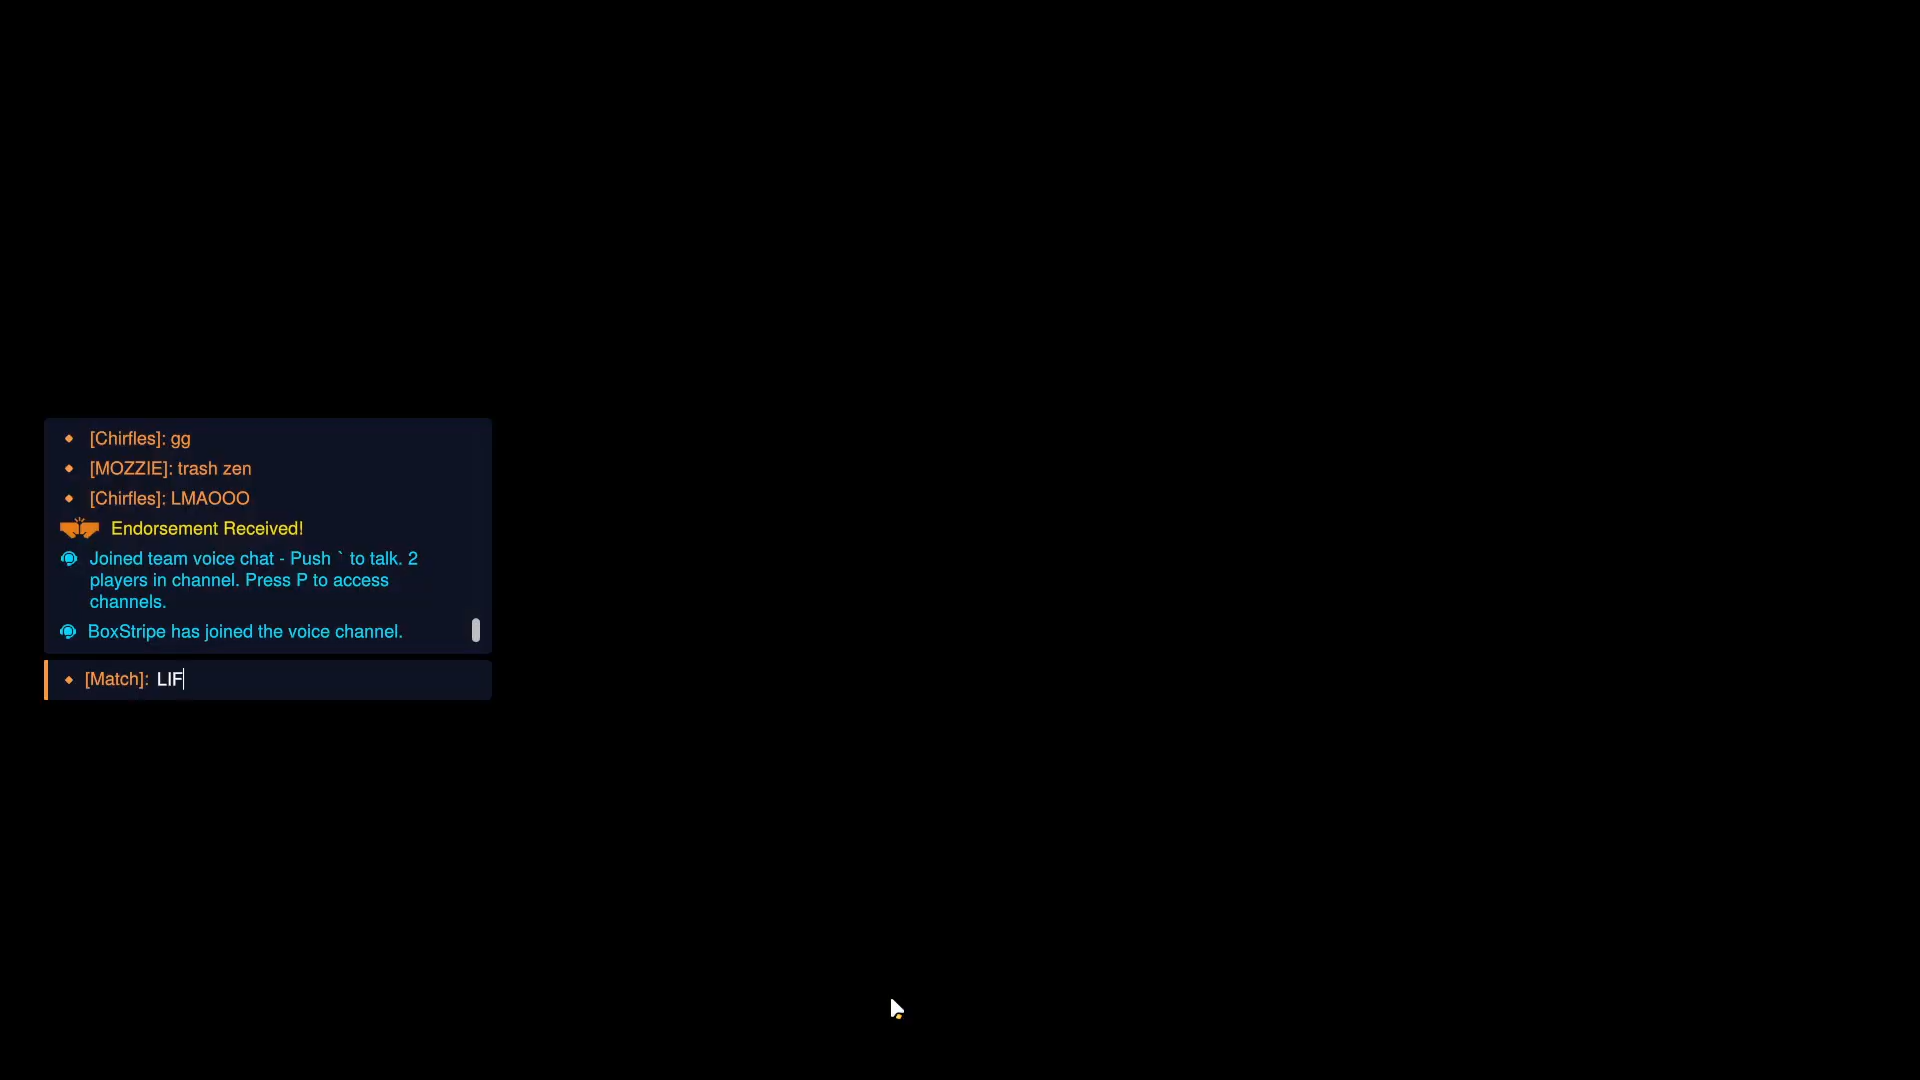 [Chirfles]: gg
[MOZZIE]: trash zen
[Chirfles]: LMAOOO
Endorsement Received!
Joined team voice chat - Push ` to talk. 2
players in channel. Press P to access
channels.
BoxStripe has joined the voice channel.
[Match]: LIF